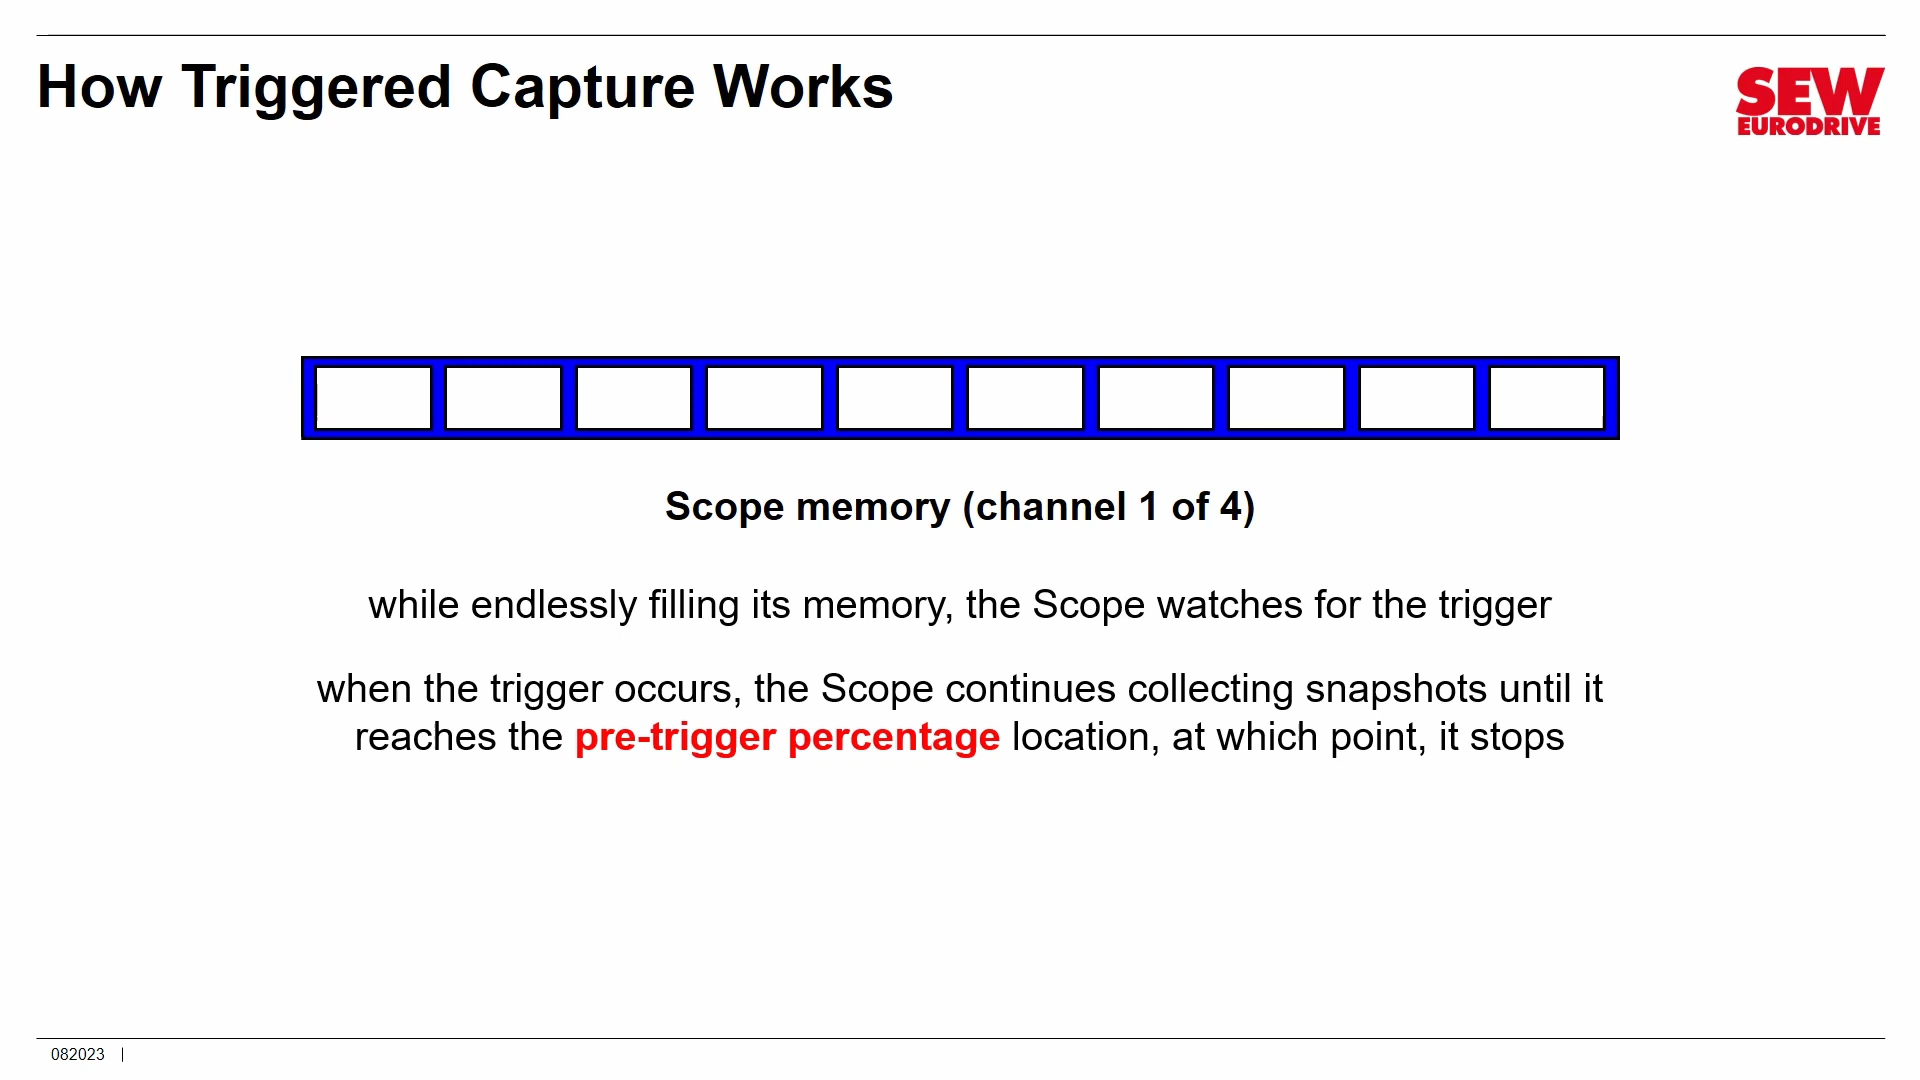 How Triggered Capture Works
SEW
EURODRIVE
Scope memory (channel 1 of 4)
while endlessly filling its memory, the Scope watches for the trigger
when the trigger occurs, the Scope continues collecting snapshots until it
reaches the pre-trigger percentage location, at which point, it stops
082023 |